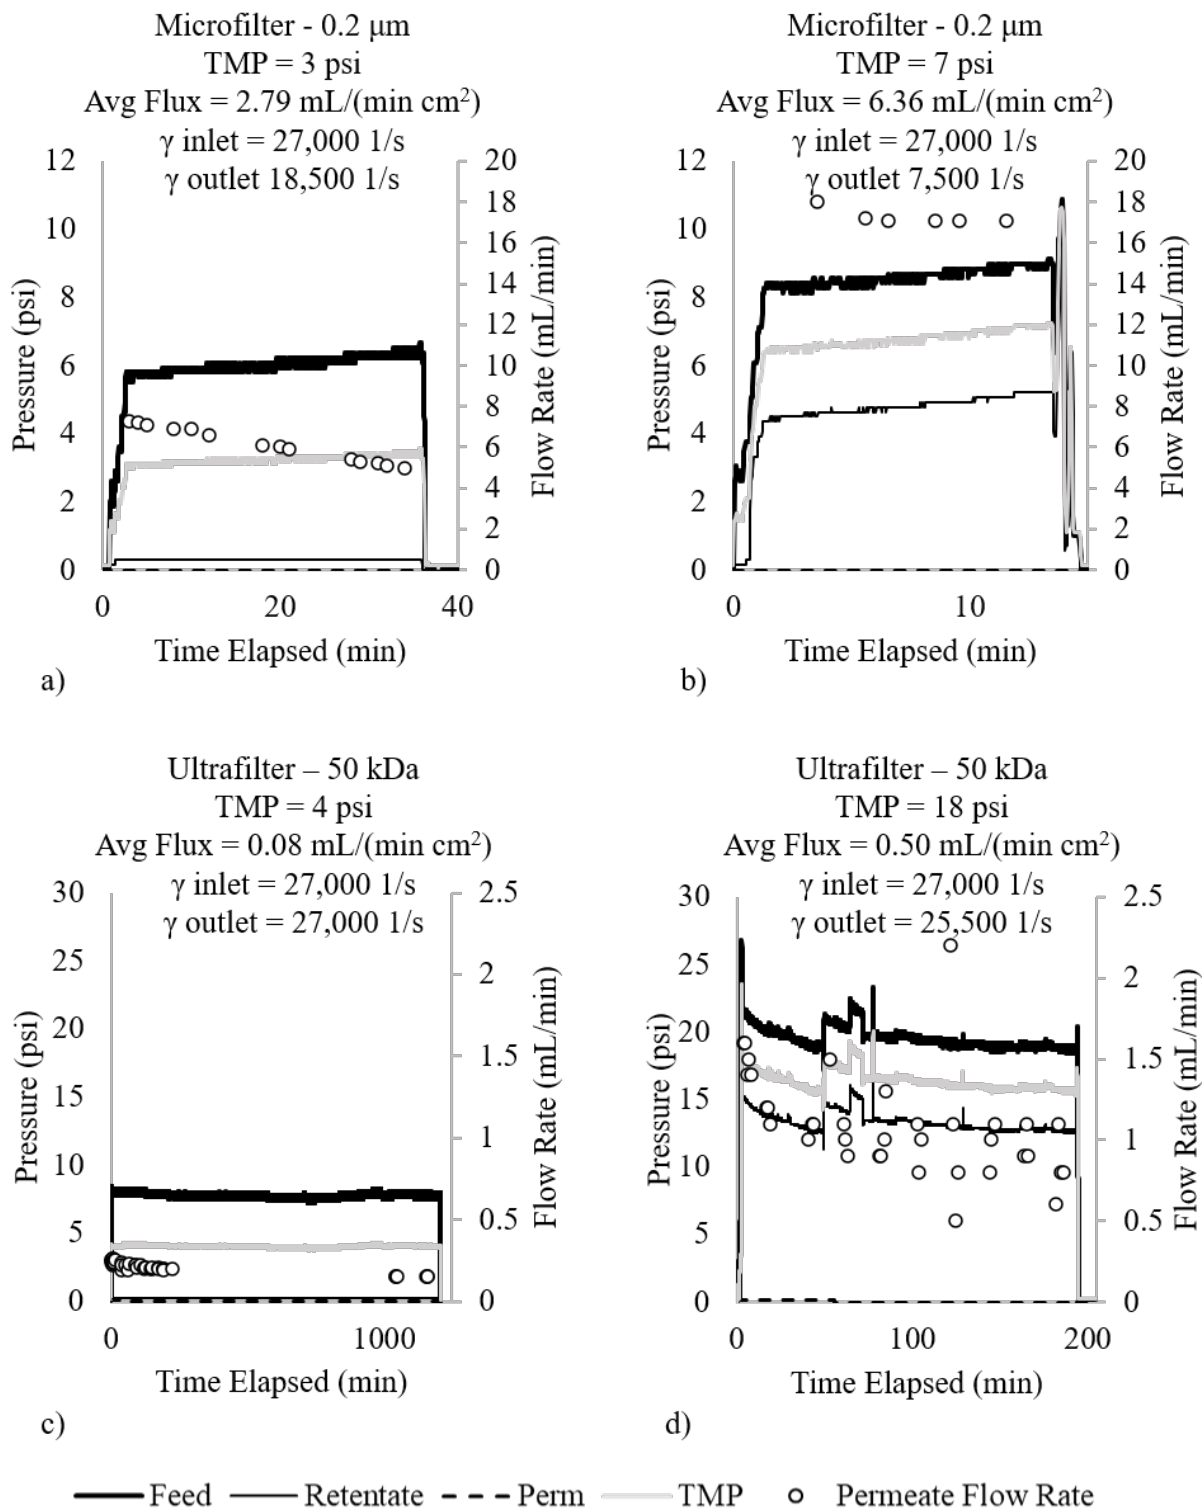 Microfilter - 0.2 μm
TMP = 3 psi
Avg Flux = 2.79 mL/(min cm²)
γ inlet = 27,000 1/s
γ outlet 18,500 1/s
12
10
8
6
4
2
0
Pressure (psi)
20
18
16
14
12
10
8
6
4
2
0
Flow Rate (mL/min)
0 20 40
Time Elapsed (min)
a)
Microfilter - 0.2 μm
TMP = 7 psi
Avg Flux = 6.36 mL/(min cm²)
γ inlet = 27,000 1/s
γ outlet 7,500 1/s
12
10
8
6
4
2
0
Pressure (psi)
20
18
16
14
12
10
8
6
4
2
0
Flow Rate (mL/min)
0 10
Time Elapsed (min)
b)
Ultrafilter – 50 kDa
TMP = 4 psi
Avg Flux = 0.08 mL/(min cm²)
γ inlet = 27,000 1/s
γ outlet = 27,000 1/s
30
25
20
15
10
5
0
Pressure (psi)
2.5
2
1.5
1
0.5
0
Flow Rate (mL/min)
0 1000
Time Elapsed (min)
c)
Ultrafilter – 50 kDa
TMP = 18 psi
Avg Flux = 0.50 mL/(min cm²)
γ inlet = 27,000 1/s
γ outlet = 25,500 1/s
30
25
20
15
10
5
0
Pressure (psi)
2.5
2
1.5
1
0.5
0
Flow Rate (mL/min)
0 100 200
Time Elapsed (min)
d)
Feed Retentate Perm TMP Permeate Flow Rate